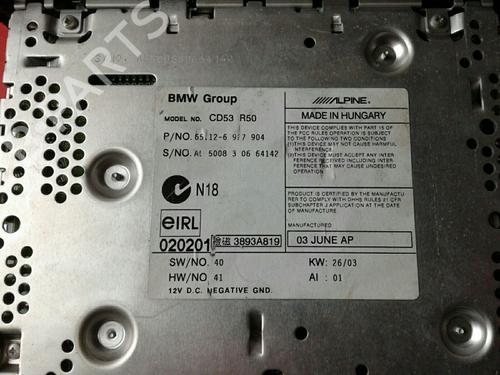 PARTS
BMW Group
MODEL NO. CD53 R50
P/NO. 65.12-6 927 904
S/NO. A1 5008 3 06 64142
N18
eIRL
020201
3893A819
SW/NO. 40
HW/NO. 41
12V D.C. NEGATIVE GND.
ALPINE
MADE IN HUNGARY
THIS DEVICE COMPLIES WITH PART 15 OF
THE FCC RULES OPERATION IS SUBJECT TO
THE FOLLOWING TWO CONDITIONS
(1)THIS DEVICE MAY NOT CAUSE HARMFUL
INTERFERENCE
(2)THIS DEVICE MUST ACCEPT ANY INTER
FERENCE RECEIVED INCLUDING INTER
FERENCE THAT MAY CAUSE UNDESIRED
OPERATION
PRODUCT IS CERTIFIED BY THE MANUFACTU
RER TO COMPLY WITH DHHS RULES 21 CFR
SUBCHAPTER J APPLICABLE AT DATE OF
MANUFACTURE
MANUFACTURED:
03 JUNE AP
KW: 26/03
AI : 01